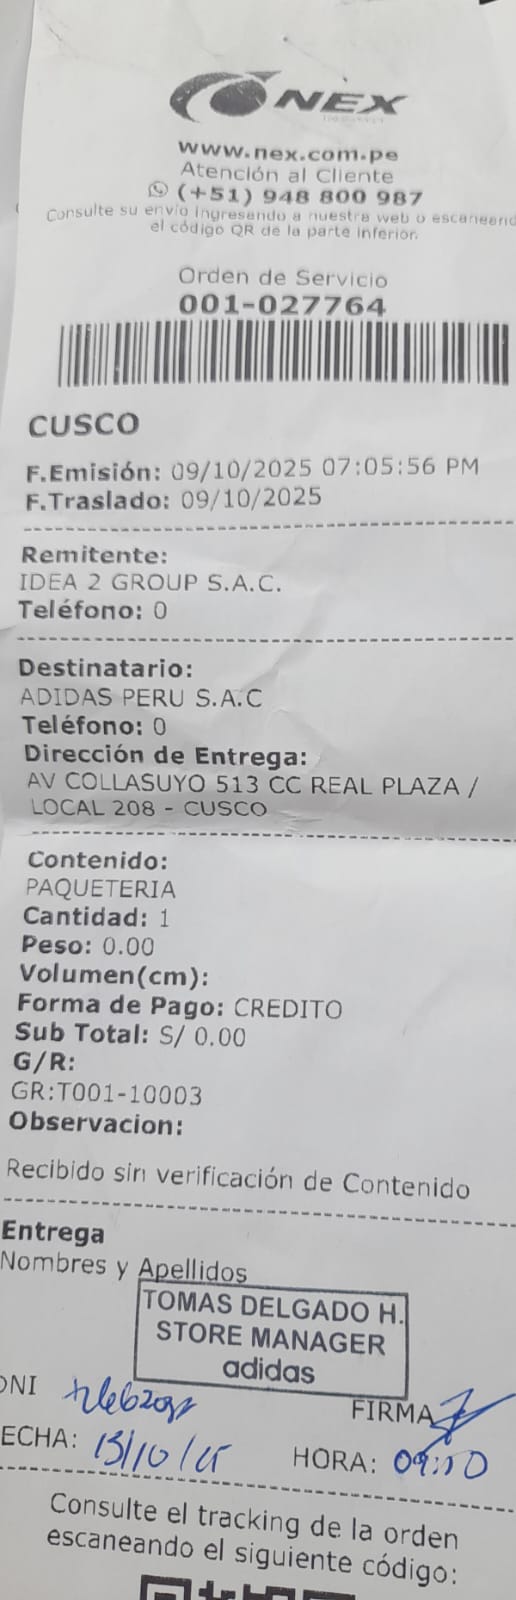 NEX
www.nex.com.pe
Atención al Cliente
(+51) 948 800 987
Consulte su envío ingresando a nuestra web o escaneand
el código QR de la parte inferior.
Orden de Servicio
001-027764
CUSCO
F.Emisión: 09/10/2025 07:05:56 PM
F.Traslado: 09/10/2025
Remitente:
IDEA 2 GROUP S.A.C.
Teléfono: 0
Destinatario:
ADIDAS PERU S.A.C
Teléfono: 0
Dirección de Entrega:
AV COLLASUYO 513 CC REAL PLAZA /
LOCAL 208 - CUSCO
Contenido:
PAQUETERIA
Cantidad: 1
Peso: 0.00
Volumen(cm):
Forma de Pago: CREDITO
Sub Total: S/ 0.00
G/R:
GR:T001-10003
Observacion:
Recibido sin verificación de Contenido
Entrega
Nombres y Apellidos
TOMAS DELGADO H.
STORE MANAGER
adidas
DNI
FIRMA
ECHA: 13/10/25
HORA: 09:50
Consulte el tracking de la orden
escaneando el siguiente código: